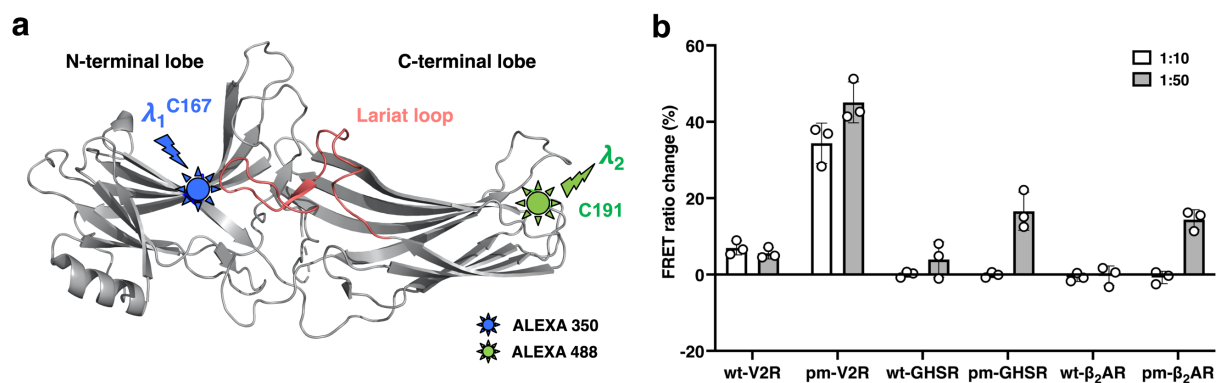 a
N-terminal lobe
C-terminal lobe
λ1 C167
Lariat loop
λ2
C191
ALEXA 350
ALEXA 488
b
60
40
20
0
-20
FRET ratio change (%)
1:10
1:50
wt-V2R pm-V2R wt-GHSR pm-GHSR wt-β2AR pm-β2AR